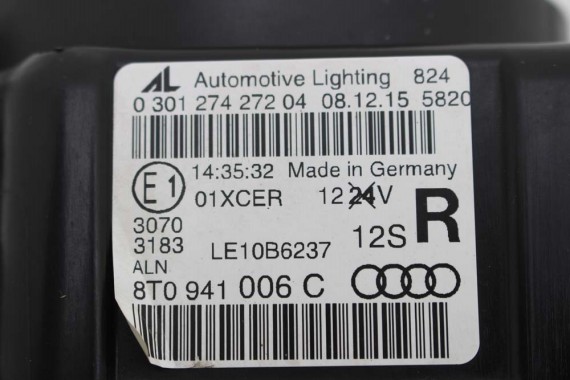 AL Automotive Lighting 824
0 301 274 272 04 08.12.15 5820
E1 14:35:32 Made in Germany
01XCER 12 24V
3070
3183 LE10B6237 12S R
ALN
8T0 941 006 C